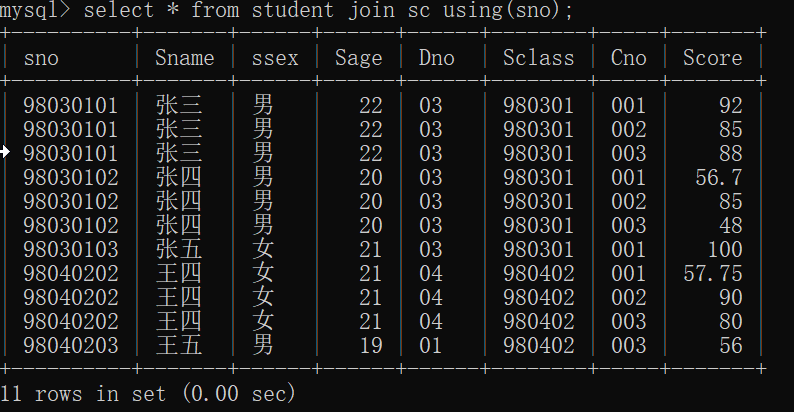 mysql> select * from student join sc using(sno);
+----------+-------+------+------+------+--------+-----+-------+
| sno      | Sname | ssex | Sage | Dno  | Sclass | Cno | Score |
+----------+-------+------+------+------+--------+-----+-------+
| 98030101 | 张三 | 男 | 22 | 03 | 980301 | 001 | 92 |
| 98030101 | 张三 | 男 | 22 | 03 | 980301 | 002 | 85 |
| 98030101 | 张三 | 男 | 22 | 03 | 980301 | 003 | 88 |
| 98030102 | 张四 | 男 | 20 | 03 | 980301 | 001 | 56.7 |
| 98030102 | 张四 | 男 | 20 | 03 | 980301 | 002 | 85 |
| 98030102 | 张四 | 男 | 20 | 03 | 980301 | 003 | 48 |
| 98030103 | 张五 | 女 | 21 | 03 | 980301 | 001 | 100 |
| 98040202 | 王四 | 女 | 21 | 04 | 980402 | 001 | 57.75 |
| 98040202 | 王四 | 女 | 21 | 04 | 980402 | 002 | 90 |
| 98040202 | 王四 | 女 | 21 | 04 | 980402 | 003 | 80 |
| 98040203 | 王五 | 男 | 19 | 01 | 980402 | 003 | 56 |
+----------+-------+------+------+------+--------+-----+-------+
11 rows in set (0.00 sec)